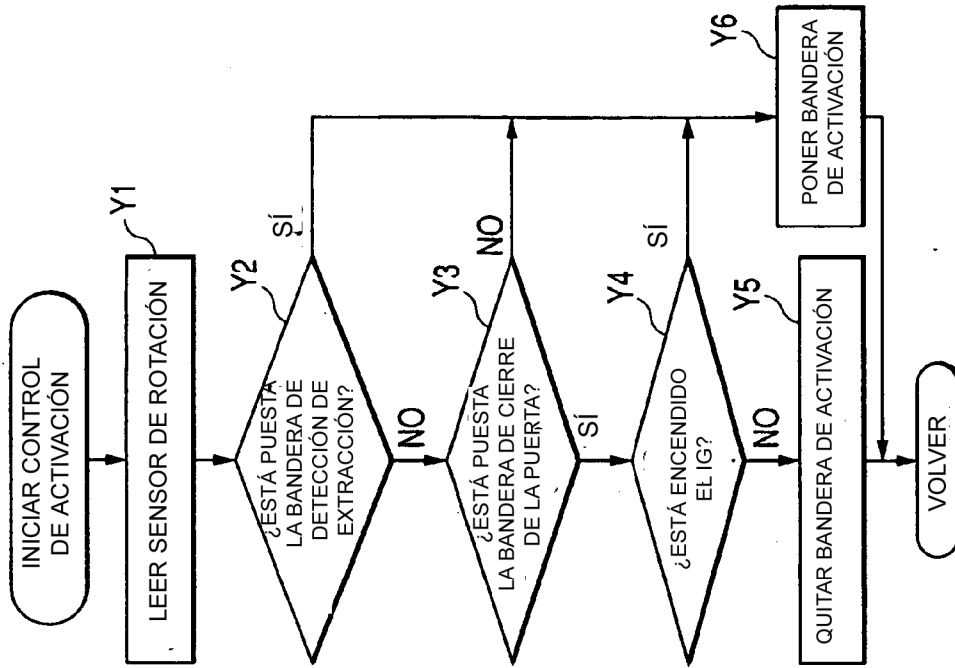 INICIAR CONTROL
DE ACTIVACIÓN
Y1
LEER SENSOR DE ROTACIÓN
Y2
¿ESTÁ PUESTA
LA BANDERA DE
DETECCIÓN DE
EXTRACCIÓN?
SÍ
NO
Y3
¿ESTÁ PUESTA
LA BANDERA DE CIERRE
DE LA PUERTA?
NO
SÍ
Y4
¿ESTÁ ENCENDIDO
EL IG?
SÍ
NO
Y5
QUITAR BANDERA DE ACTIVACIÓN
Y6
PONER BANDERA
DE ACTIVACIÓN
VOLVER